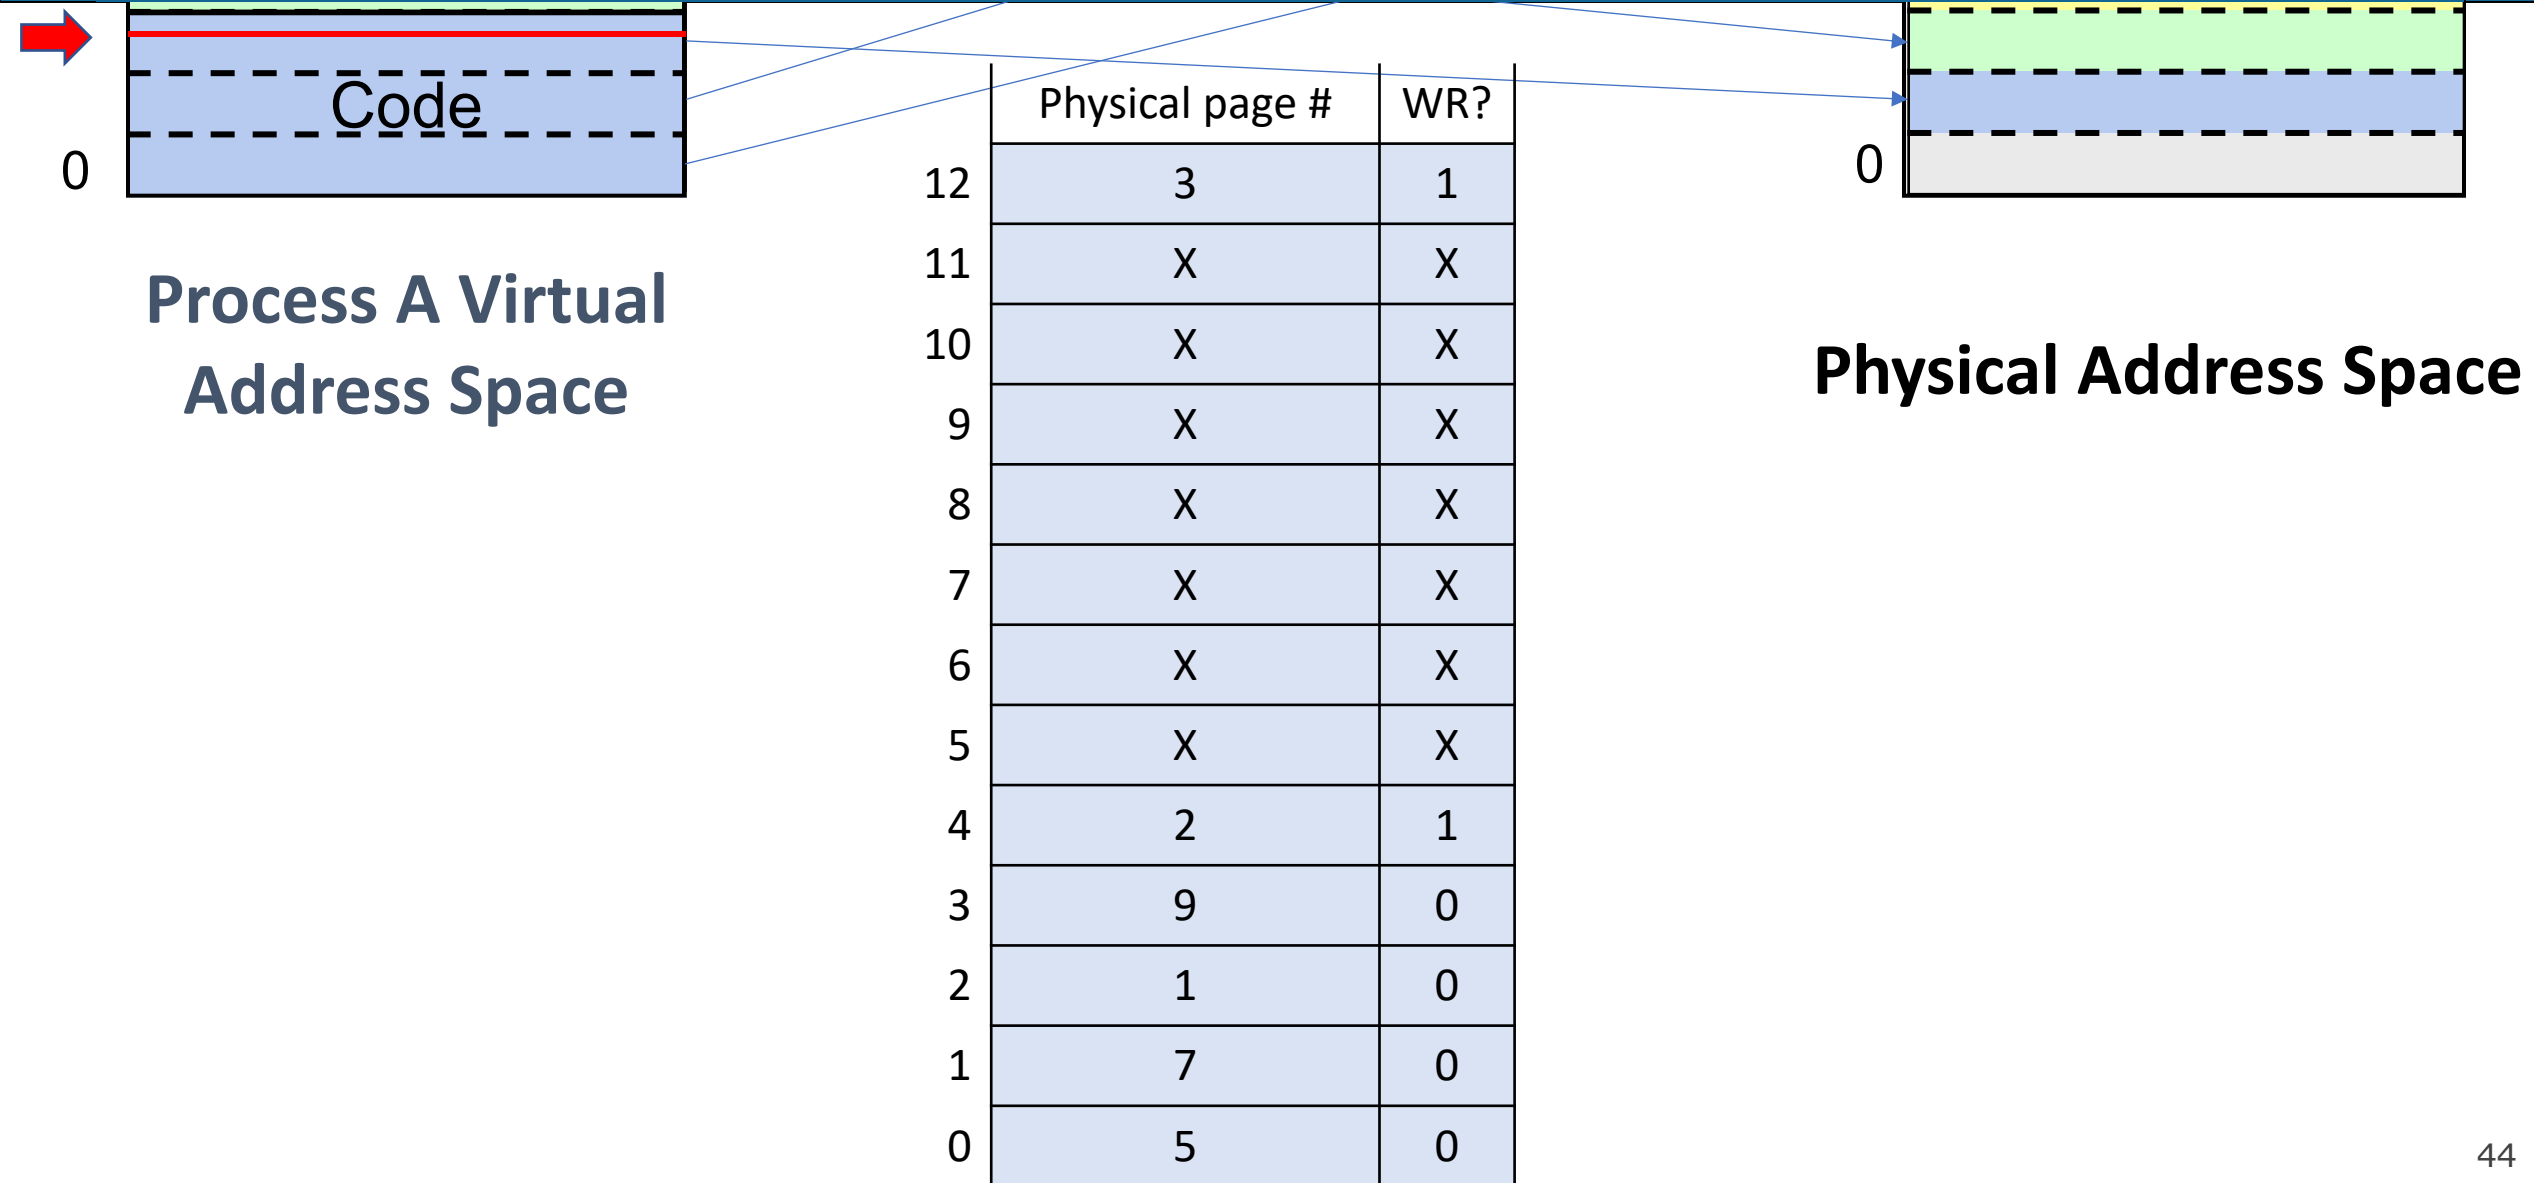 Code
0
Process A Virtual
Address Space
Physical page # WR?
12 3 1
11 X X
10 X X
9 X X
8 X X
7 X X
6 X X
5 X X
4 2 1
3 9 0
2 1 0
1 7 0
0 5 0
0
Physical Address Space
44